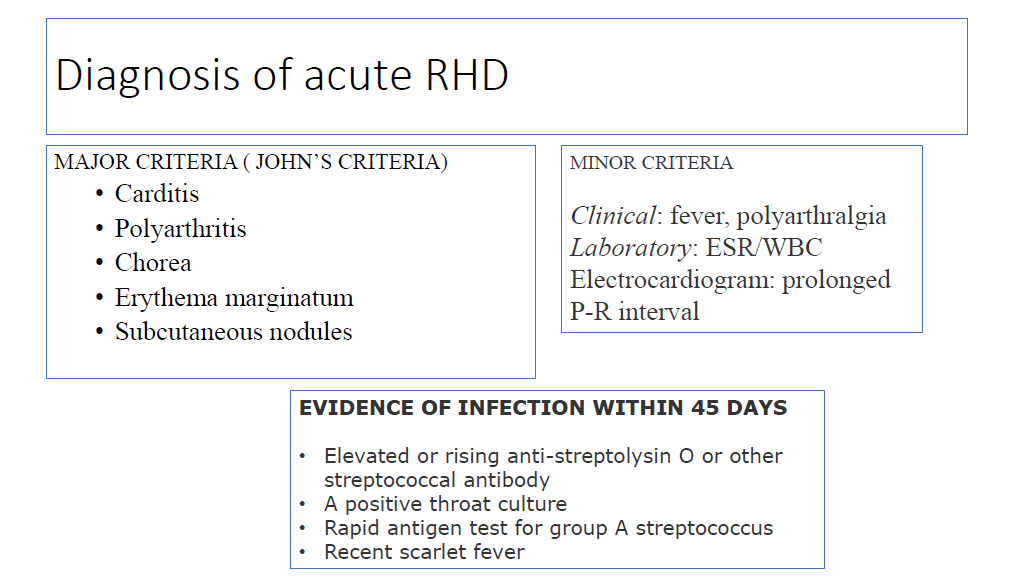 Diagnosis of acute RHD
MAJOR CRITERIA ( JOHN’S CRITERIA)
• Carditis
• Polyarthritis
• Chorea
• Erythema marginatum
• Subcutaneous nodules
MINOR CRITERIA
Clinical: fever, polyarthralgia
Laboratory: ESR/WBC
Electrocardiogram: prolonged
P-R interval
EVIDENCE OF INFECTION WITHIN 45 DAYS
• Elevated or rising anti-streptolysin O or other
streptococcal antibody
• A positive throat culture
• Rapid antigen test for group A streptococcus
• Recent scarlet fever